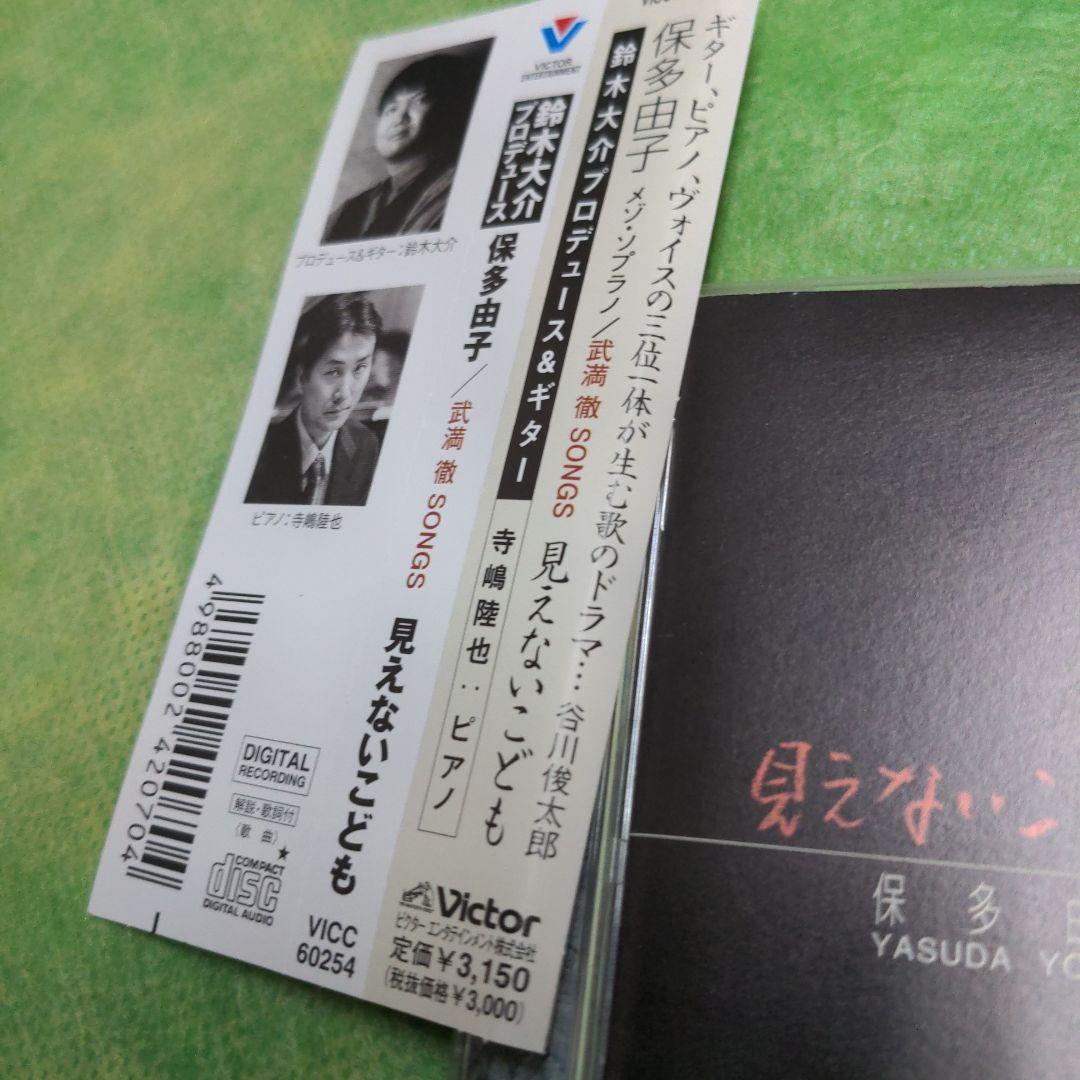 VICTOR
ENTERTAINMENT
プロデュース&ギター:鈴木大介
ピアノ:寺嶋陸也
鈴木大介
プロデュース
保多由子/武満 徹 SONGS 見えないこども
4988002420704
DIGITAL
RECORDING
解説・歌詞付
(歌曲)
COMPACT
disc
DIGITAL AUDIO
VICC
60254
ギター、ピアノ、ヴォイスの三位一体が生む歌のドラマ… 谷川俊太郎
保多由子 メゾ・ソプラノ/武満 徹 SONGS 見えないこども
鈴木大介プロデュース&ギター 寺嶋陸也:ピアノ
Victor
ビクター エンタテインメント株式会社
定価¥3,150
(税抜価格¥3,000)
見えないこ
保多
YASUDA YO